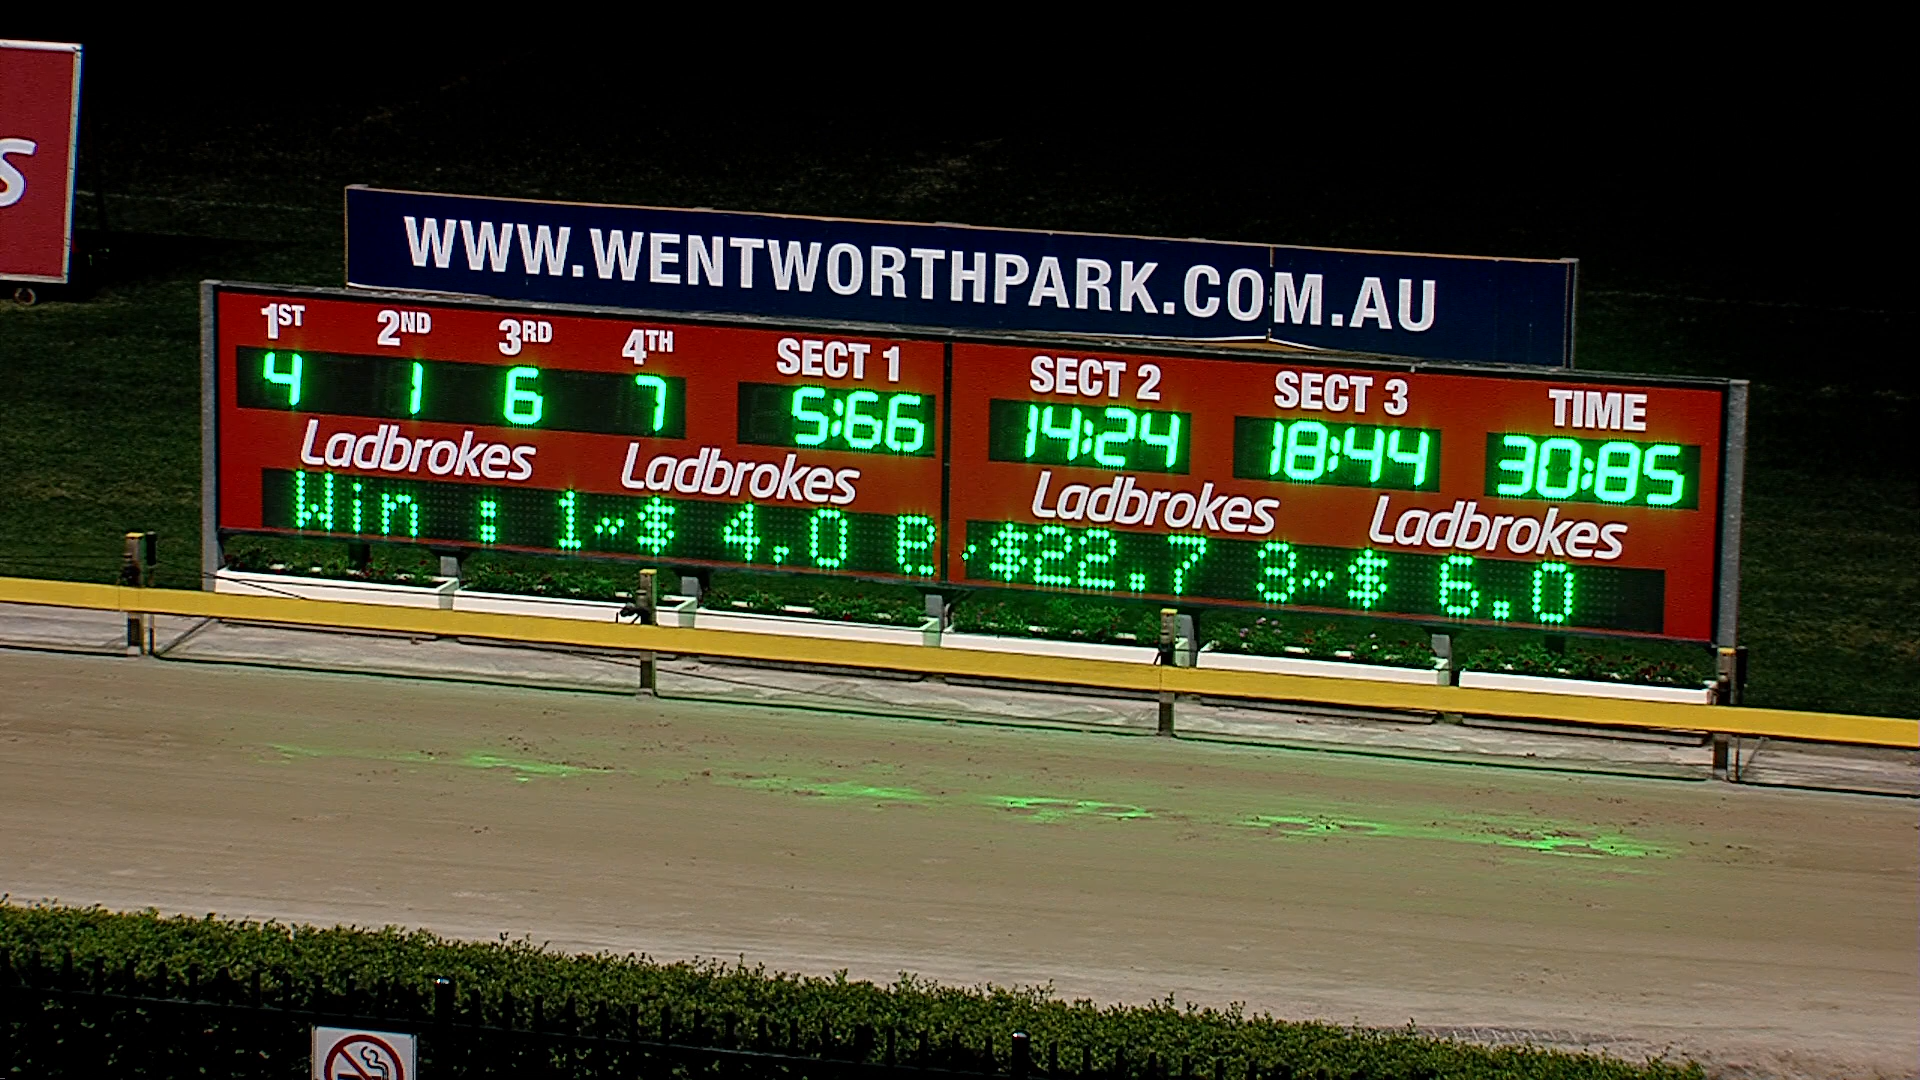 S
WWW.WENTWORTHPARK.COM.AU
1ST 2ND 3RD 4TH SECT 1 SECT 2 SECT 3 TIME
4 1 6 7 5:66 14:24 18:44 30:85
Ladbrokes Ladbrokes Ladbrokes Ladbrokes
Win : 1~$ 4.0 $22.7 3~$ 6.0